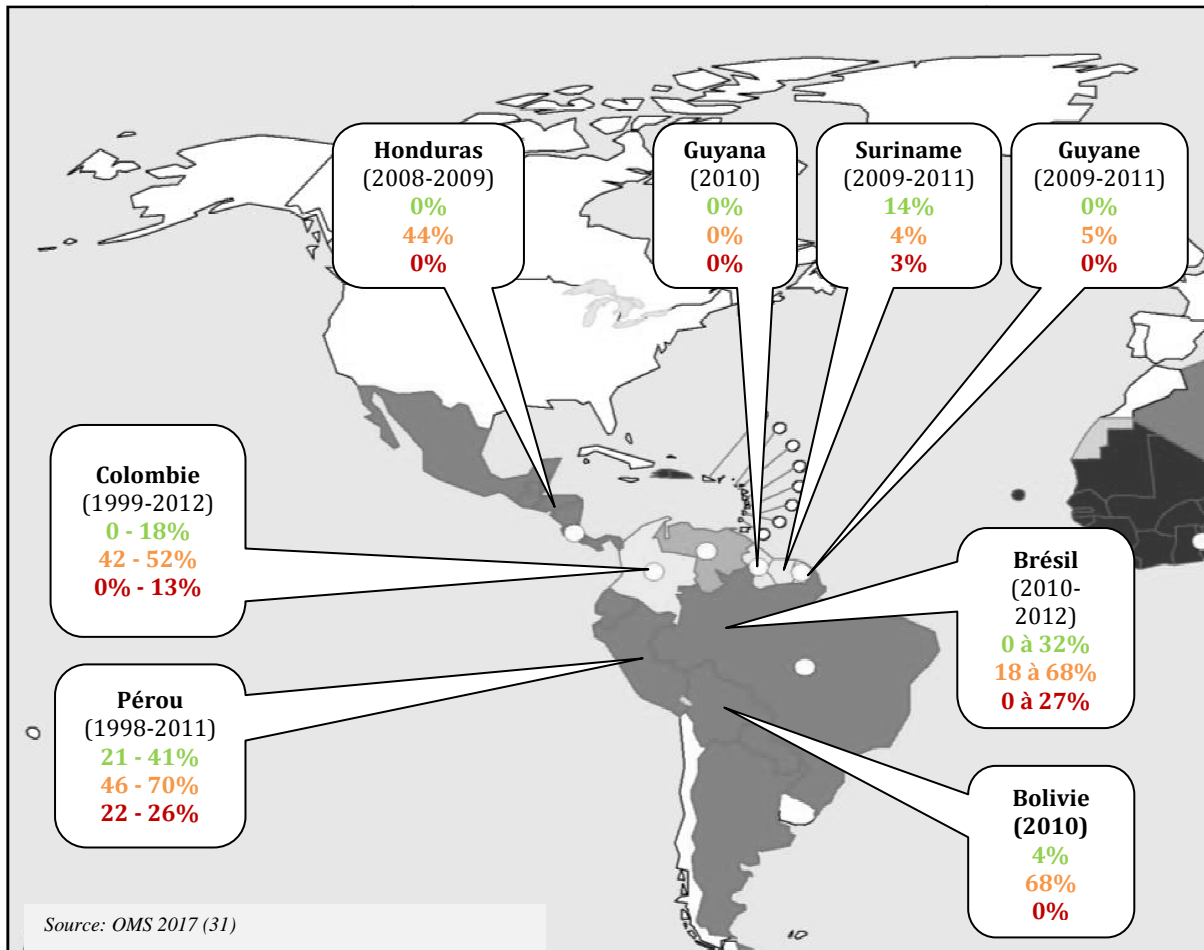 Honduras
(2008-2009)
0%
44%
0%
Guyana
(2010)
0%
0%
0%
Suriname
(2009-2011)
14%
4%
3%
Guyane
(2009-2011)
0%
5%
0%
Colombie
(1999-2012)
0 - 18%
42 - 52%
0% - 13%
Brésil
(2010-
2012)
0 à 32%
18 à 68%
0 à 27%
Pérou
(1998-2011)
21 - 41%
46 - 70%
22 - 26%
Bolivie
(2010)
4%
68%
0%
Source: OMS 2017 (31)